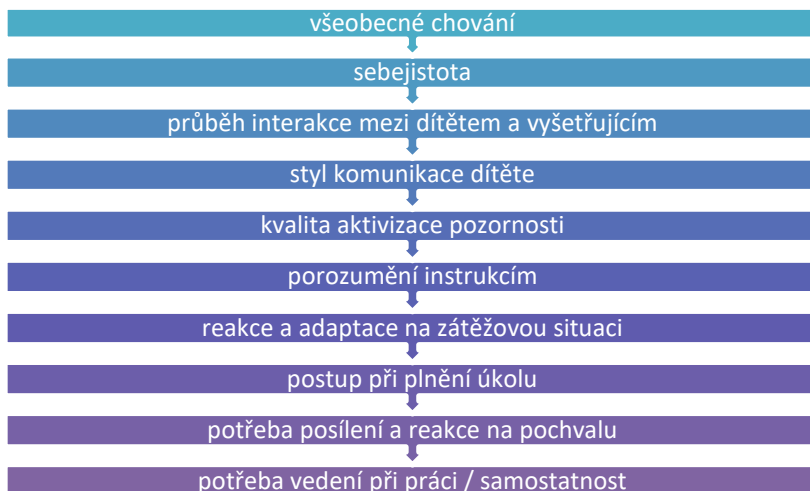 všeobecné chování
sebejistota
průběh interakce mezi dítětem a vyšetřujícím
styl komunikace dítěte
kvalita aktivizace pozornosti
porozumění instrukcím
reakce a adaptace na zátěžovou situaci
postup při plnění úkolu
potřeba posílení a reakce na pochvalu
potřeba vedení při práci / samostatnost